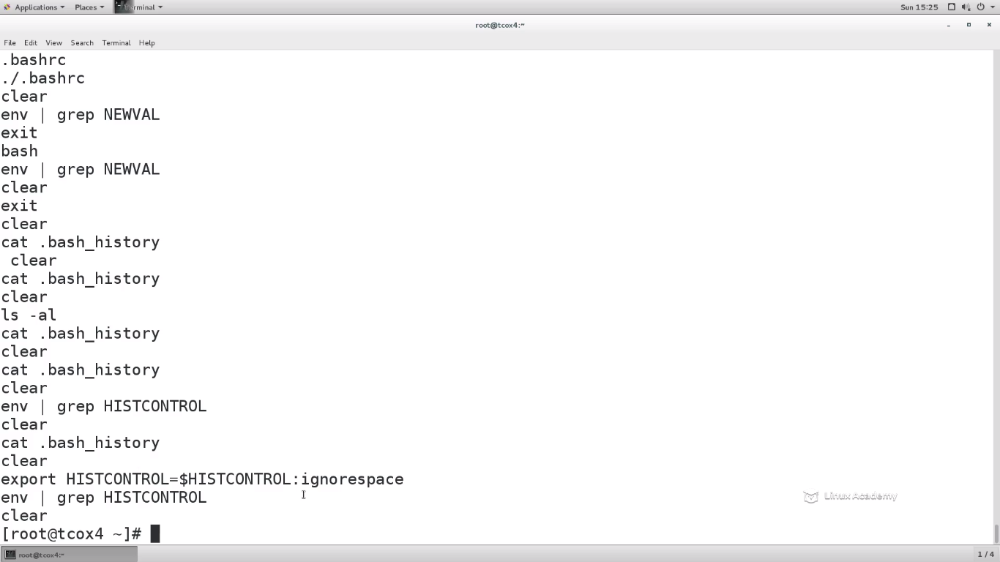 Applications Places Terminal Sun 15:25
root@tcox4:~
File Edit View Search Terminal Help
.bashrc
./.bashrc
clear
env | grep NEWVAL
exit
bash
env | grep NEWVAL
clear
exit
clear
cat .bash_history
 clear
cat .bash_history
clear
ls -al
cat .bash_history
clear
cat .bash_history
clear
env | grep HISTCONTROL
clear
cat .bash_history
clear
export HISTCONTROL=$HISTCONTROL:ignorespace
env | grep HISTCONTROL
Linux Academy
clear
[root@tcox4 ~]#
root@tcox4:~ 1 / 4